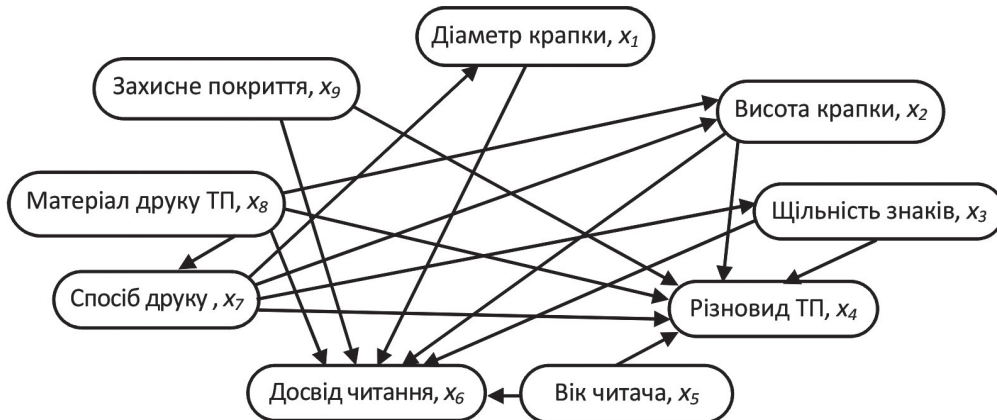 Діаметр крапки, x1
Захисне покриття, x9
Висота крапки, x2
Матеріал друку ТП, x8
Щільність знаків, x3
Спосіб друку , x7
Різновид ТП, x4
Досвід читання, x6
Вік читача, x5